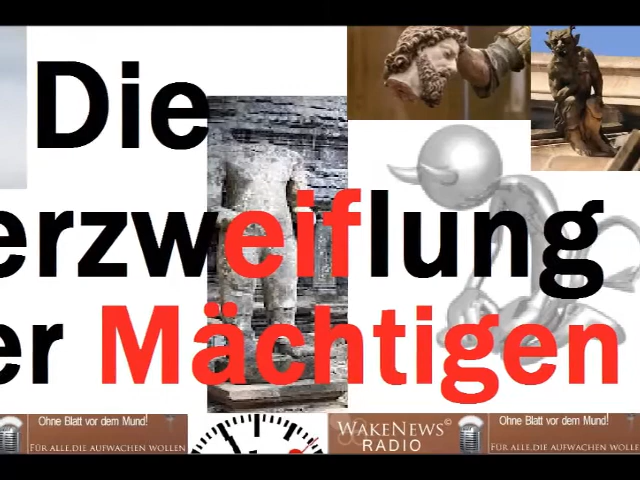 Die
erzweiflung
er Mächtigen
Ohne Blatt vor dem Mund!
FÜR ALLE,DIE AUFWACHEN WOLLEN
WAKENEWS©
RADIO
Ohne Blatt vor dem Mund!
FÜR ALLE,DIE AUFWACHEN WOLLE